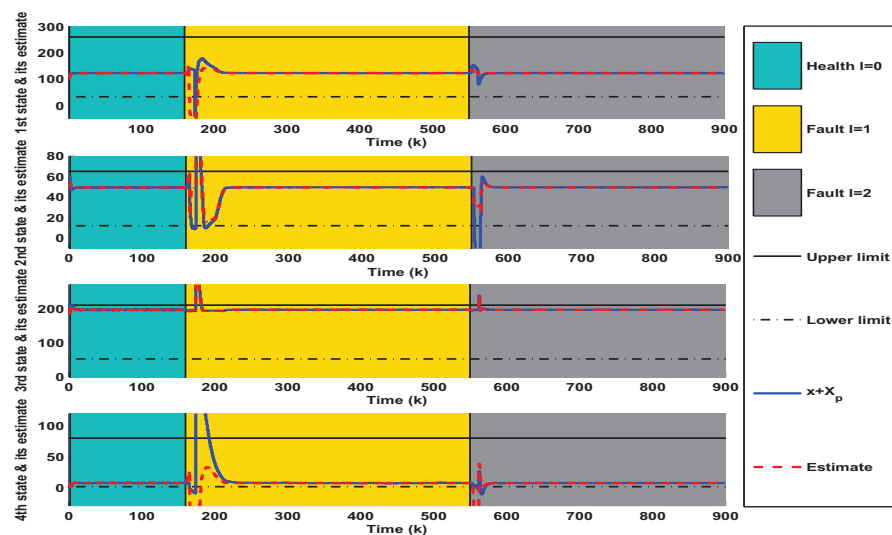 1st state & its estimate
300
200
100
0
100 200 300 400 500 600 700 800 900
Time (k)
2nd state & its estimate
80
60
40
20
0
0 100 200 300 400 500 600 700 800 900
Time (k)
3rd state & its estimate
200
100
0
0 100 200 300 400 500 600 700 800 900
Time (k)
4th state & its estimate
100
50
0
0 100 200 300 400 500 600 700 800 900
Time (k)
Health l=0
Fault l=1
Fault l=2
Upper limit
Lower limit
x+Xp
Estimate